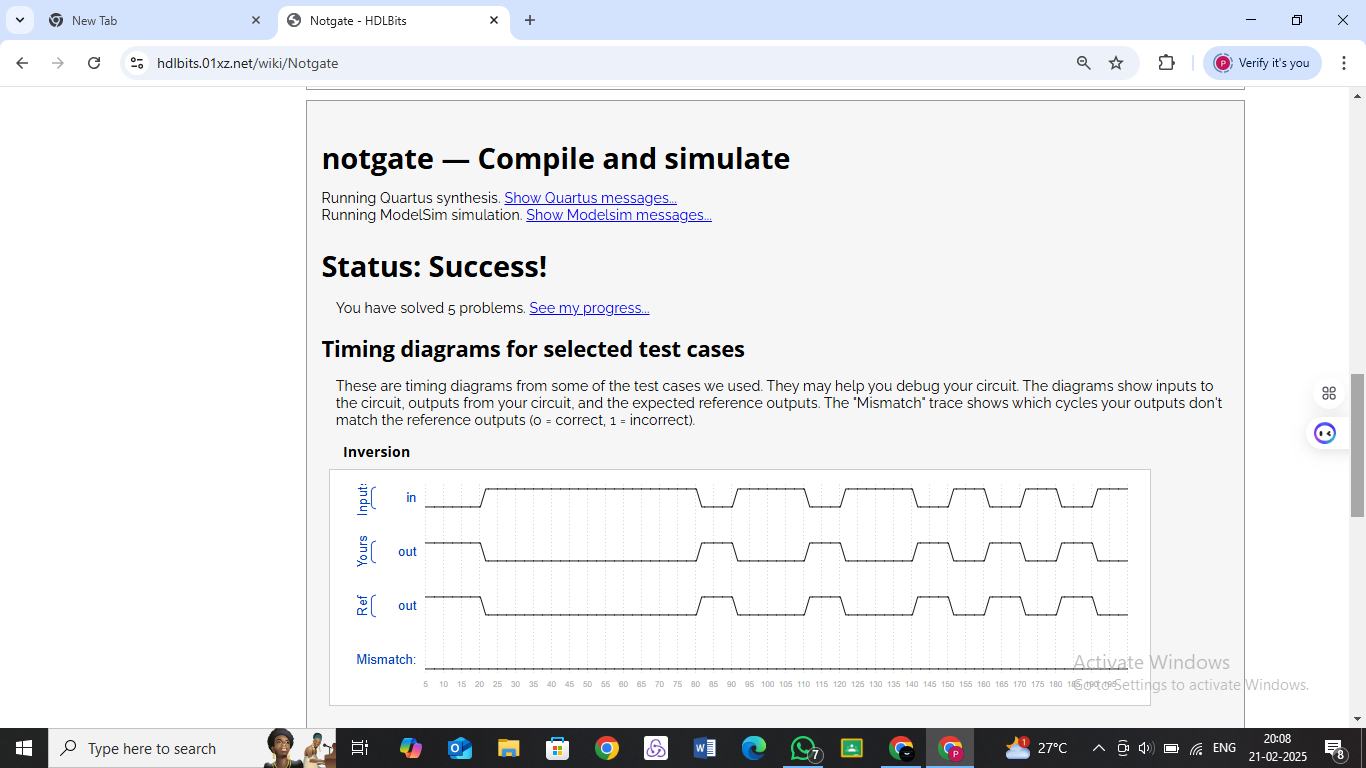 New Tab
Notgate - HDLBits
hdlbits.01xz.net/wiki/Notgate
P
Verify it's you
notgate — Compile and simulate
Running Quartus synthesis. Show Quartus messages...
Running ModelSim simulation. Show Modelsim messages...
Status: Success!
You have solved 5 problems. See my progress...
Timing diagrams for selected test cases
These are timing diagrams from some of the test cases we used. They may help you debug your circuit. The diagrams show inputs to
the circuit, outputs from your circuit, and the expected reference outputs. The "Mismatch" trace shows which cycles your outputs don't
match the reference outputs (0 = correct, 1 = incorrect).
Inversion
Input:
in
Yours
out
Ref
out
Mismatch:
5 10 15 20 25 30 35 40 45 50 55 60 65 70 75 80 85 90 95 100 105 110 115 120 125 130 135 140 145 150 155 160 165 170 175 180 185 190 195
Activate Windows
Go to Settings to activate Windows.
Type here to search
7
P
1
27°C
ENG
20:08
21-02-2025
8